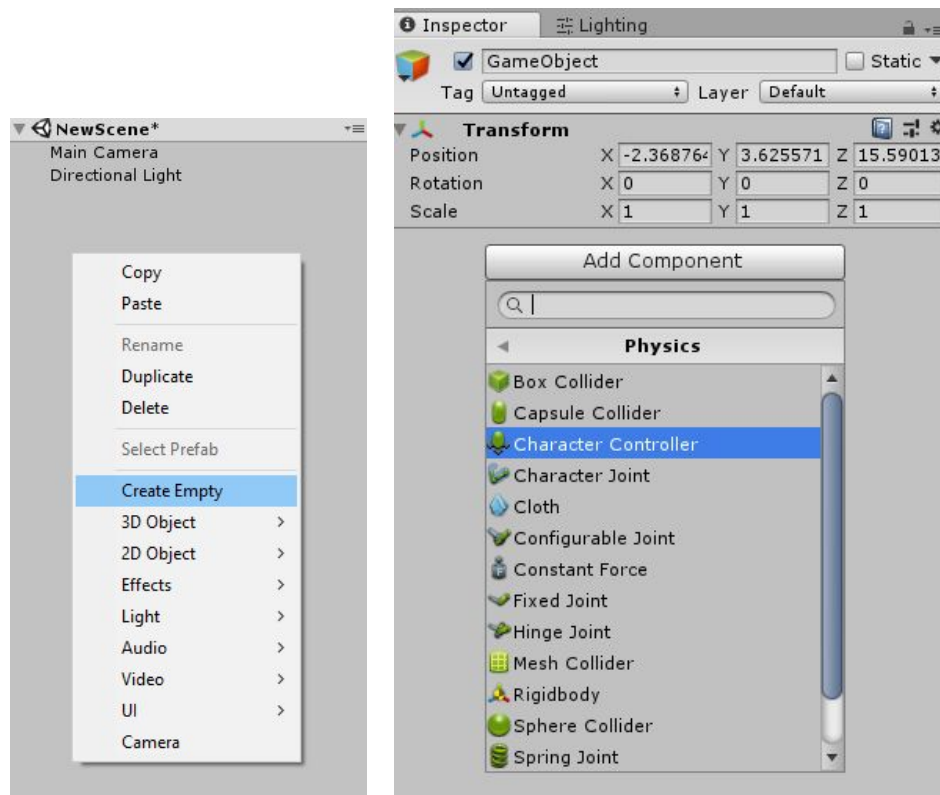 NewScene*
Main Camera
Directional Light
Copy
Paste
Rename
Duplicate
Delete
Select Prefab
Create Empty
3D Object
2D Object
Effects
Light
Audio
Video
UI
Camera
Inspector Lighting
GameObject Static
Tag Untagged Layer Default
Transform
Position X -2.368764 Y 3.625571 Z 15.59013
Rotation X 0 Y 0 Z 0
Scale X 1 Y 1 Z 1
Add Component
Physics
Box Collider
Capsule Collider
Character Controller
Character Joint
Cloth
Configurable Joint
Constant Force
Fixed Joint
Hinge Joint
Mesh Collider
Rigidbody
Sphere Collider
Spring Joint